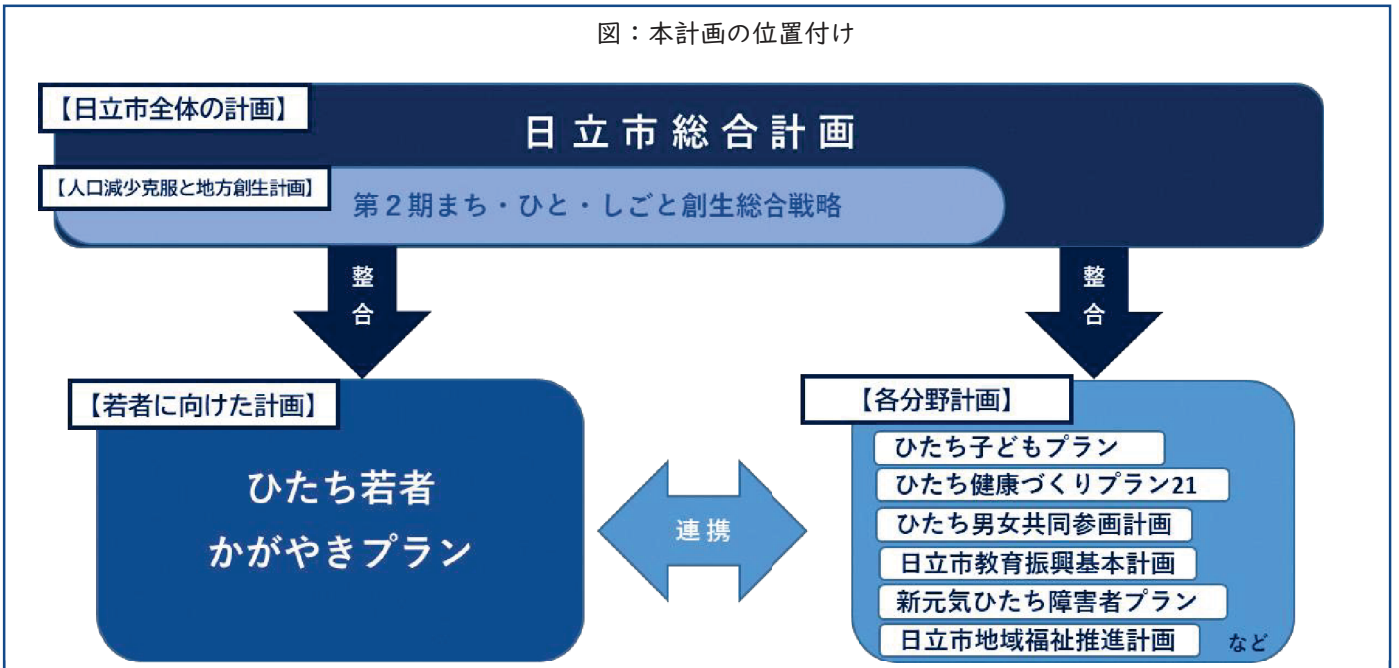 図：本計画の位置付け
【日立市全体の計画】
日立市総合計画
【人口減少克服と地方創生計画】
第２期まち・ひと・しごと創生総合戦略
整合
整合
【若者に向けた計画】
ひたち若者
かがやきプラン
連携
【各分野計画】
ひたち子どもプラン
ひたち健康づくりプラン21
ひたち男女共同参画計画
日立市教育振興基本計画
新元気ひたち障害者プラン
日立市地域福祉推進計画
など